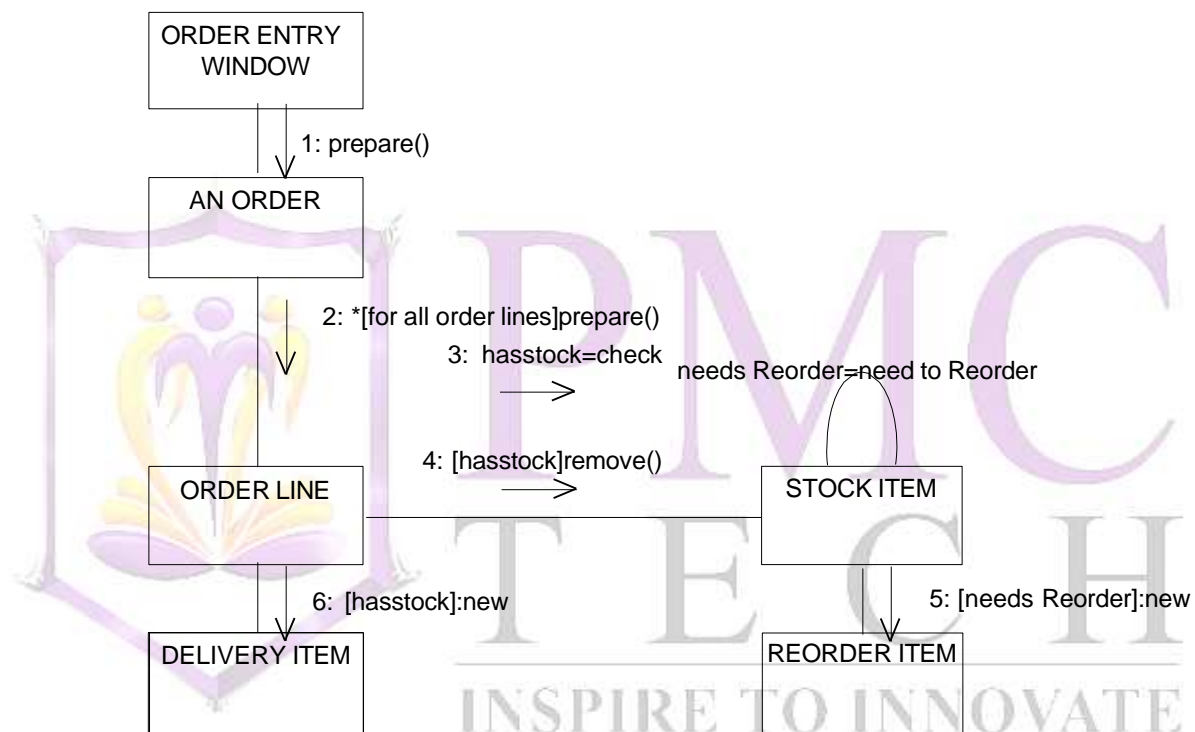 ORDER ENTRY
WINDOW
1: prepare()
AN ORDER
2: *[for all order lines]prepare()
3: hasstock=check
needs Reorder=need to Reorder
4: [hasstock]remove()
ORDER LINE
STOCK ITEM
6: [hasstock]:new
5: [needs Reorder]:new
DELIVERY ITEM
REORDER ITEM
PMC
TECH
INSPIRE TO INNOVATE